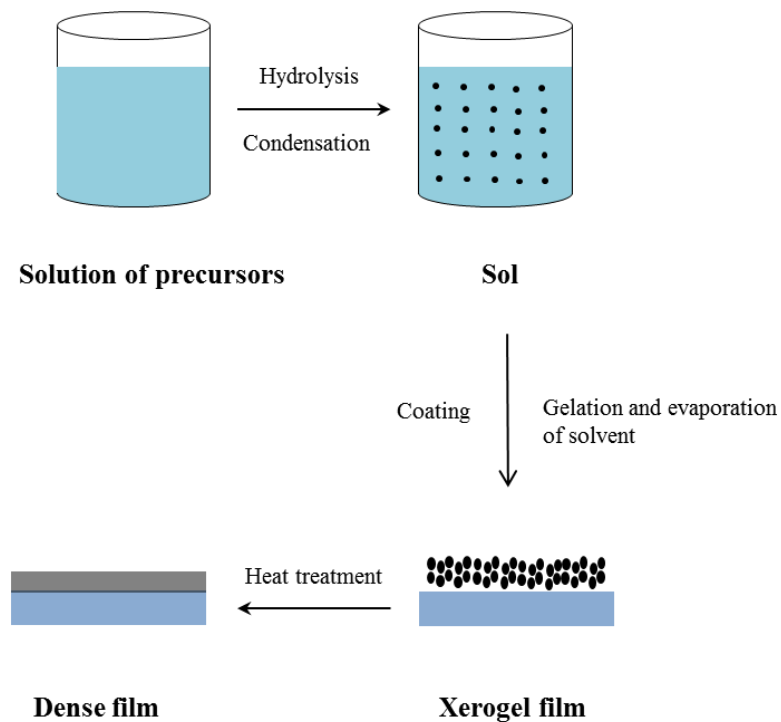 Hydrolysis
Condensation
Solution of precursors
Sol
Coating
Gelation and evaporation
of solvent
Heat treatment
Dense film
Xerogel film